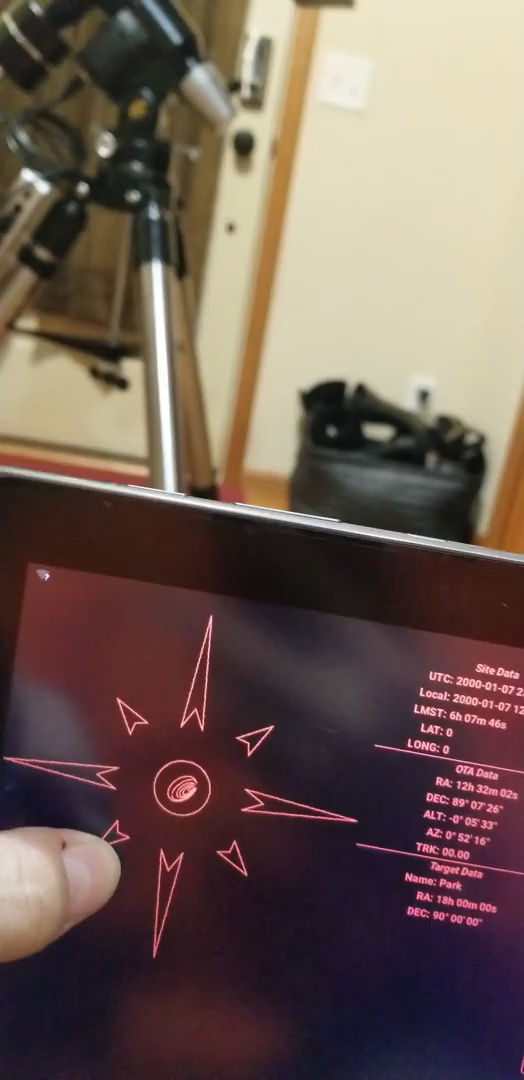 ?
Site Data
UTC: 2000-01-07 2
Local: 2000-01-07 12
LMST: 6h 07m 46s
LAT: 0
LONG: 0
OTA Data
RA: 12h 32m 02s
DEC: 89° 07' 26"
ALT: -0° 05' 33"
AZ: 0° 52' 16"
TRK: 00.00
Target Data
Name: Park
RA: 18h 00m 00s
DEC: 90° 00' 00"